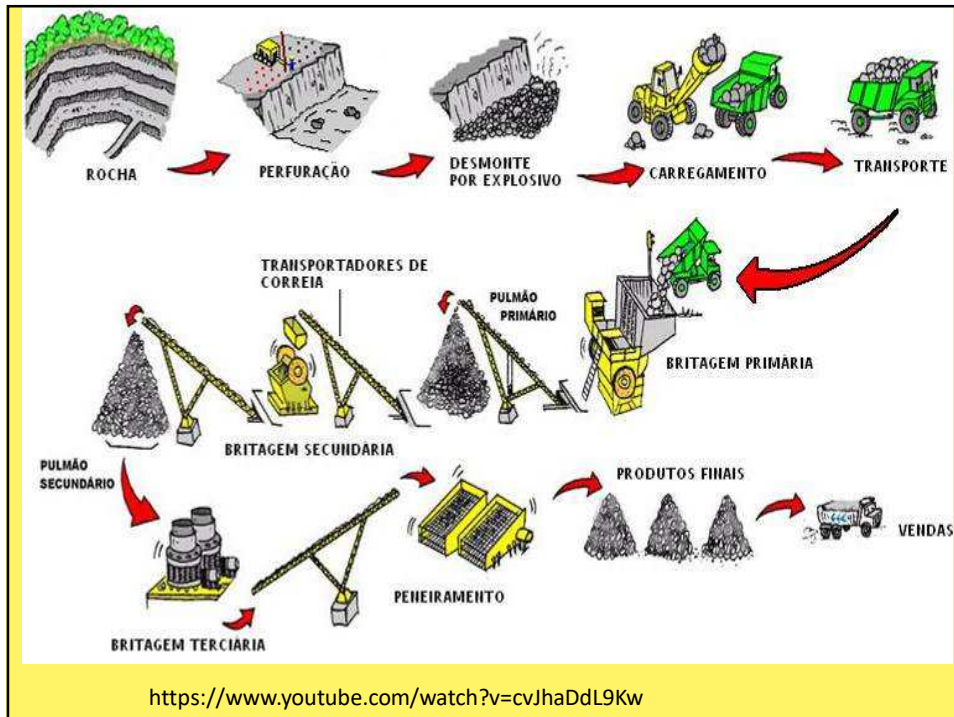 ROCHA
PERFURAÇÃO
DESMONTE
POR EXPLOSIVO
CARREGAMENTO
TRANSPORTE
TRANSPORTADORES DE
CORREIA
PULMÃO
PRIMÁRIO
BRITAGEM PRIMÁRIA
BRITAGEM SECUNDÁRIA
PULMÃO
SECUNDÁRIO
PRODUTOS FINAIS
VENDAS
PENEIRAMENTO
BRITAGEM TERCIÁRIA
https://www.youtube.com/watch?v=cvJhaDdL9Kw